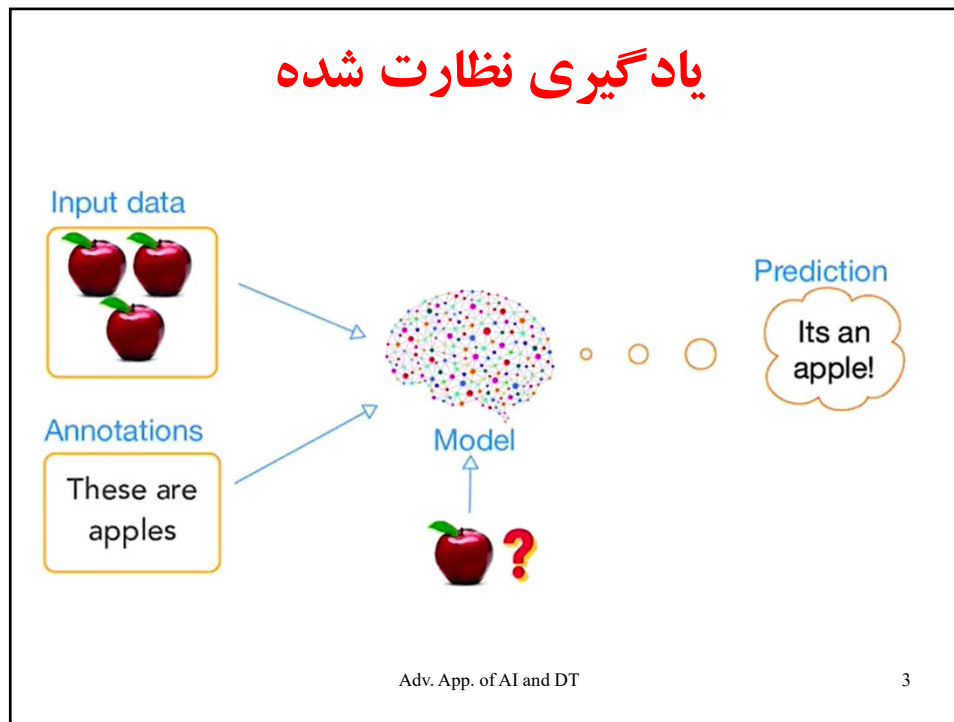 یادگیری نظارت شده
Input data
Annotations
These are
apples
Model
?
Prediction
Its an
apple!
Adv. App. of AI and DT
3